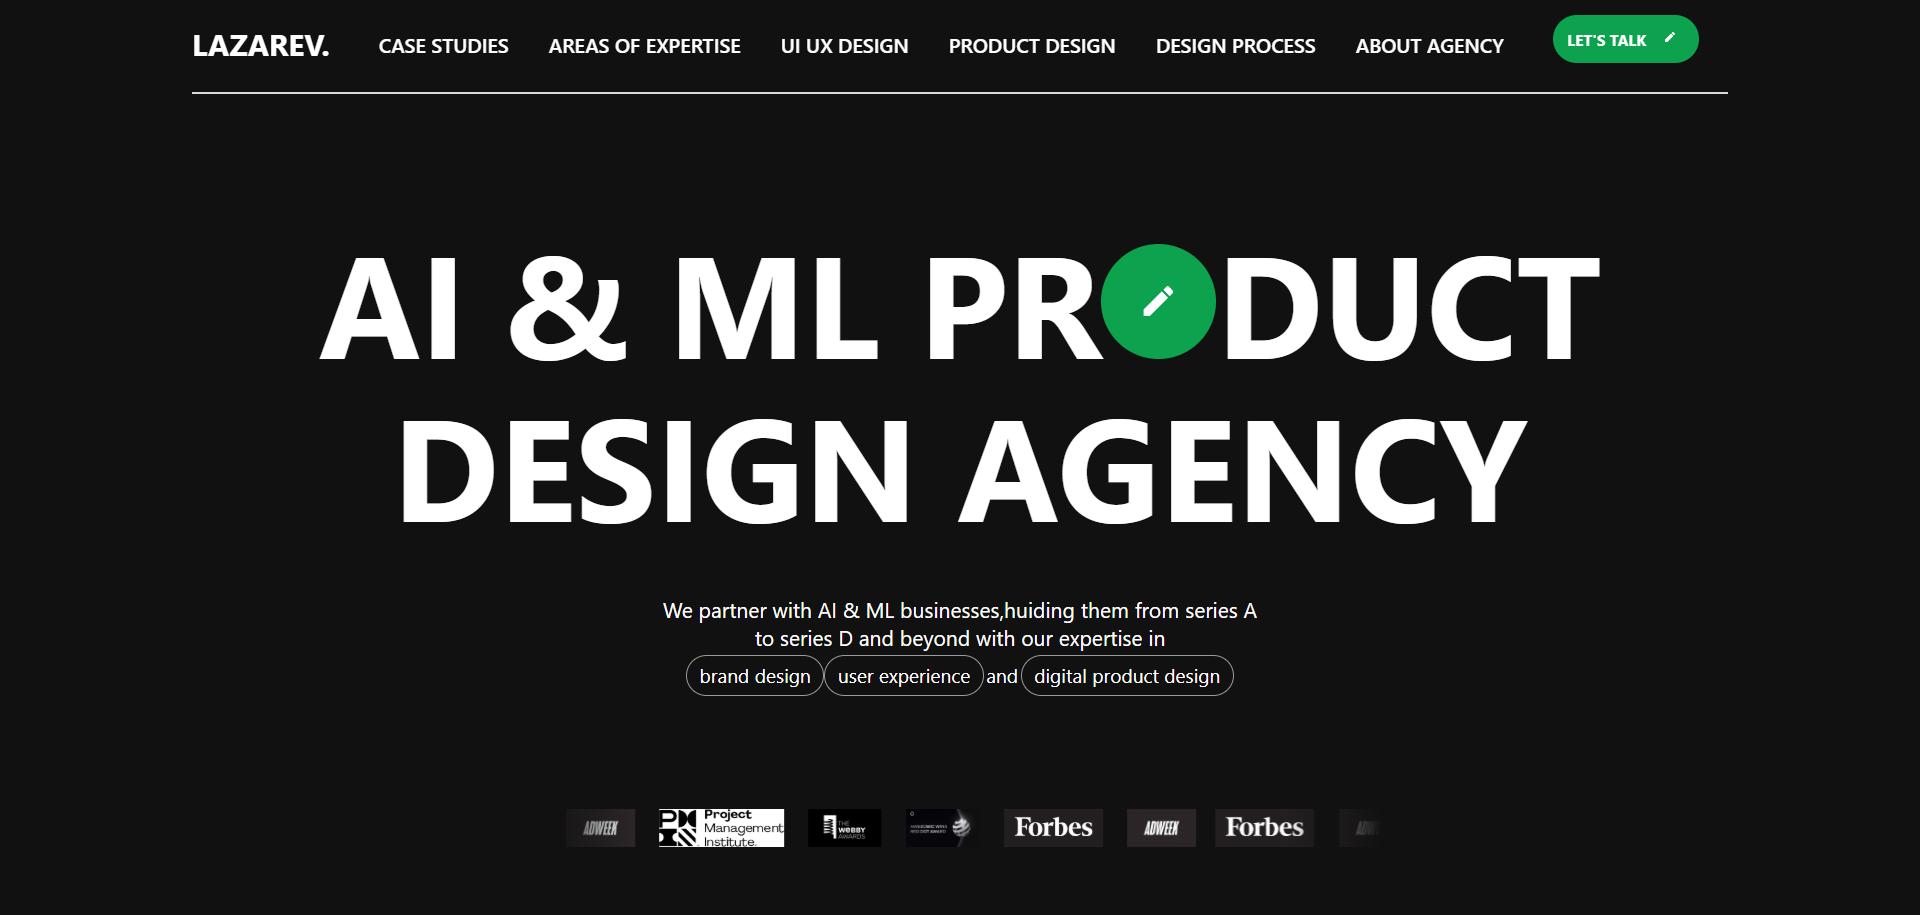 LAZAREV. CASE STUDIES AREAS OF EXPERTISE UI UX DESIGN PRODUCT DESIGN DESIGN PROCESS ABOUT AGENCY LET'S TALK
AI & ML PR DUCT
DESIGN AGENCY
We partner with AI & ML businesses,huiding them from series A
to series D and beyond with our expertise in
brand design user experience and digital product design
ADWEEK
Project
Management
Institute.
THE
WEBBY
AWARDS
Forbes
ADWEEK
Forbes